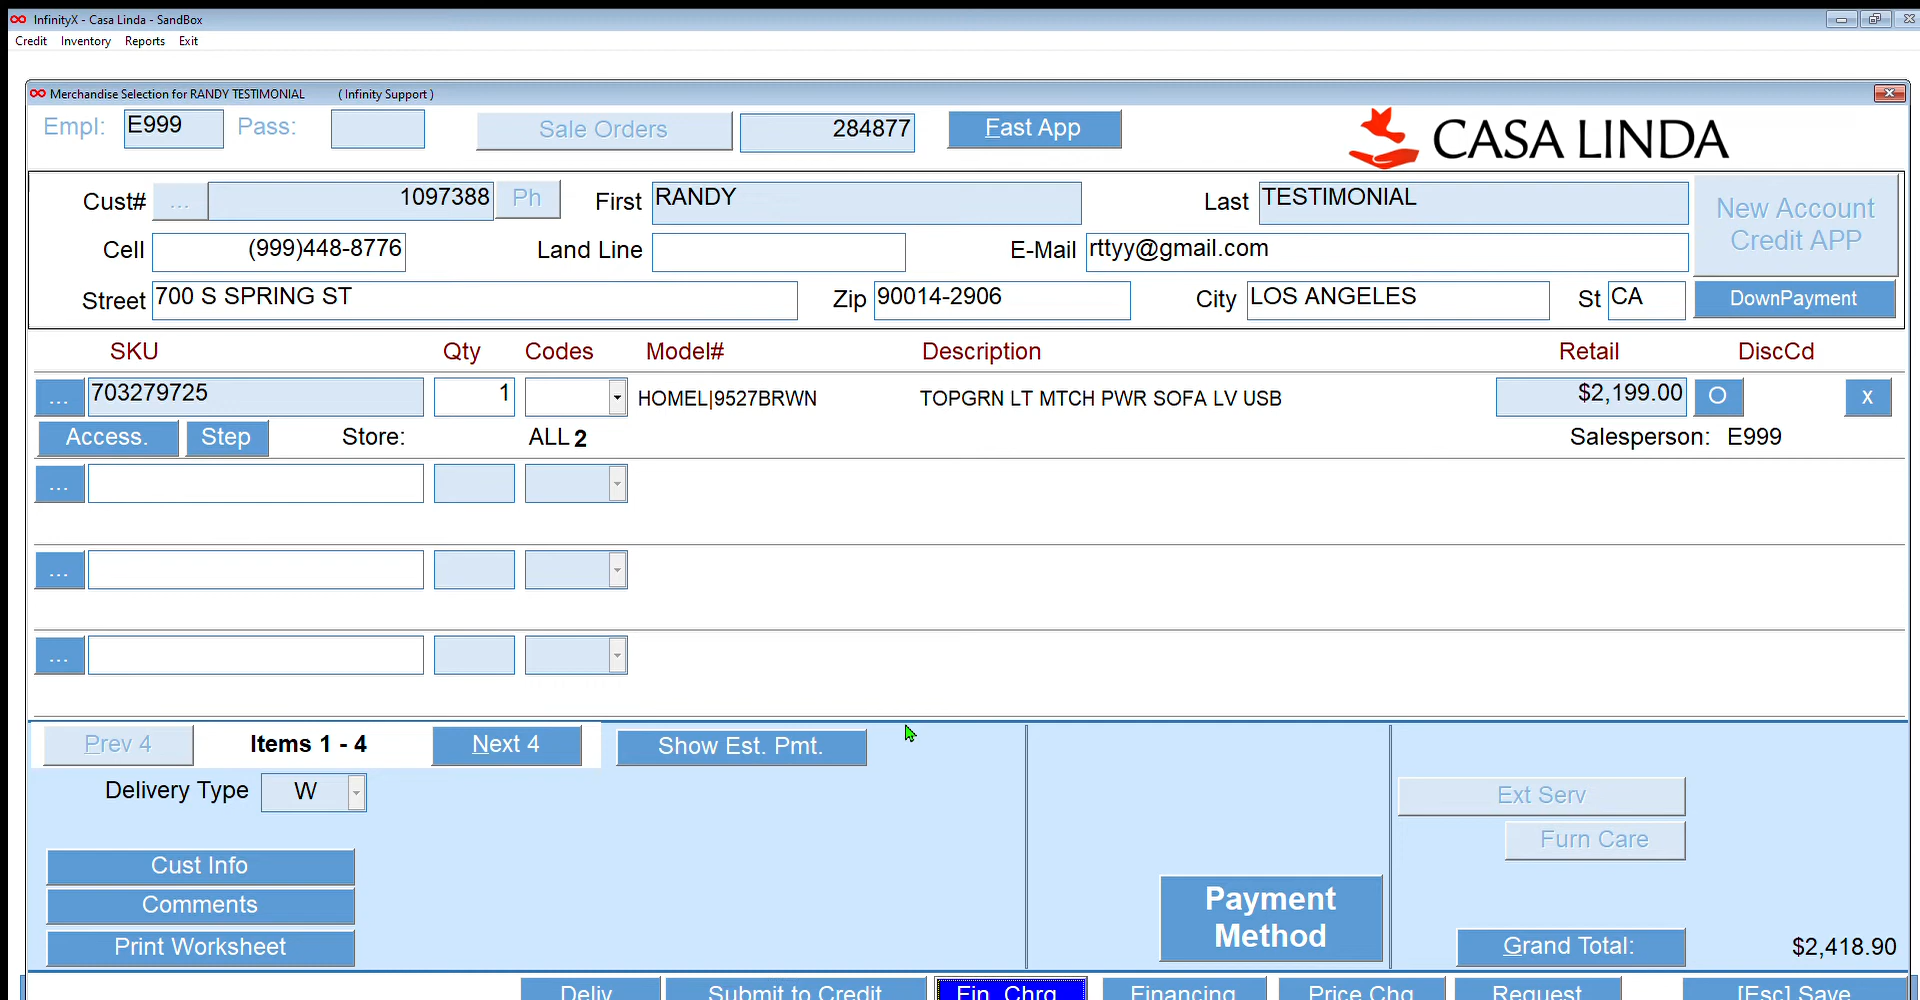 InfinityX - Casa Linda - SandBox
Credit Inventory Reports Exit
Merchandise Selection for RANDY TESTIMONIAL ( Infinity Support )
Empl: E999 Pass: Sale Orders 284877 Fast App CASA LINDA
Cust# ... 1097388 Ph First RANDY Last TESTIMONIAL New Account
Credit APP
Cell (999)448-8776 Land Line E-Mail rttyy@gmail.com
Street 700 S SPRING ST Zip 90014-2906 City LOS ANGELES St CA DownPayment
SKU Qty Codes Model# Description Retail DiscCd
... 703279725 1 HOMEL|9527BRWN TOPGRN LT MTCH PWR SOFA LV USB $2,199.00 O x
Access. Step Store: ALL 2 Salesperson: E999
...
...
...
Prev 4 Items 1 - 4 Next 4 Show Est. Pmt.
Delivery Type W Ext Serv
Furn Care
Cust Info
Comments
Payment
Method
Print Worksheet Grand Total: $2,418.90
Deliv Submit to Credit Fin. Chrg Financing Price Chg Request [Esc] Save